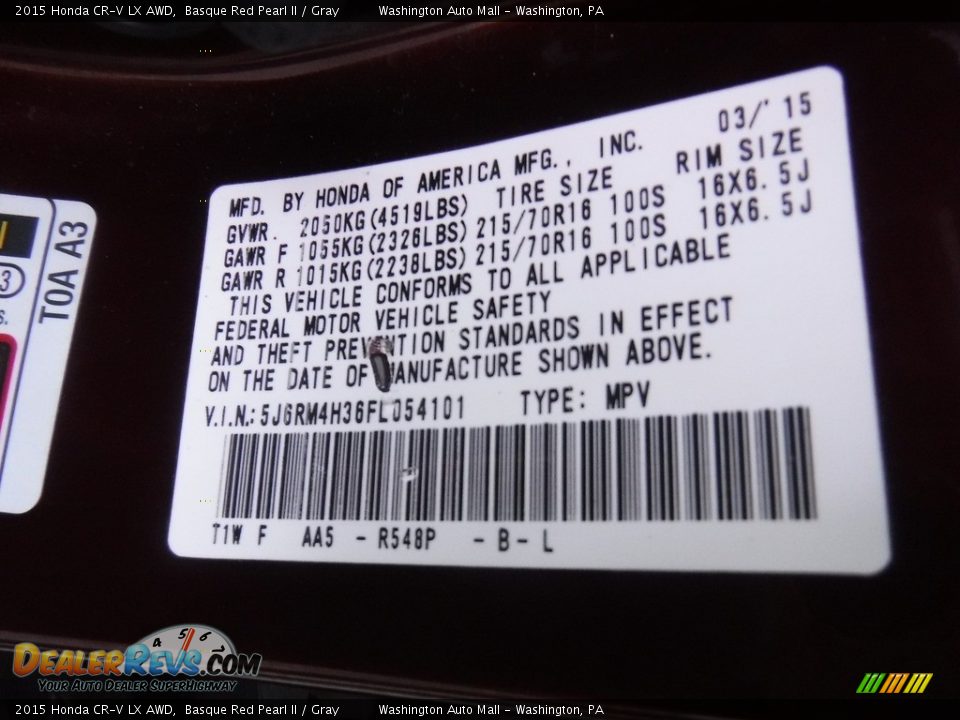 2015 Honda CR-V LX AWD, Basque Red Pearl II / Gray Washington Auto Mall - Washington, PA
MFD. BY HONDA OF AMERICA MFG., INC. 03/'15
GVWR. 2050KG(4519LBS) TIRE SIZE RIM SIZE
GAWR F 1055KG(2326LBS) 215/70R16 100S 16X6.5J
GAWR R 1015KG(2238LBS) 215/70R16 100S 16X6.5J
THIS VEHICLE CONFORMS TO ALL APPLICABLE
FEDERAL MOTOR VEHICLE SAFETY
AND THEFT PREVENTION STANDARDS IN EFFECT
ON THE DATE OF MANUFACTURE SHOWN ABOVE.
V.I.N.: 5J6RM4H36FL054101 TYPE: MPV
T1W F AA5 - R548P - B - L
TOA A3
3
s.
4 5 6
DealerRevs.com
Your Auto Dealer SuperHighway
2015 Honda CR-V LX AWD, Basque Red Pearl II / Gray Washington Auto Mall - Washington, PA